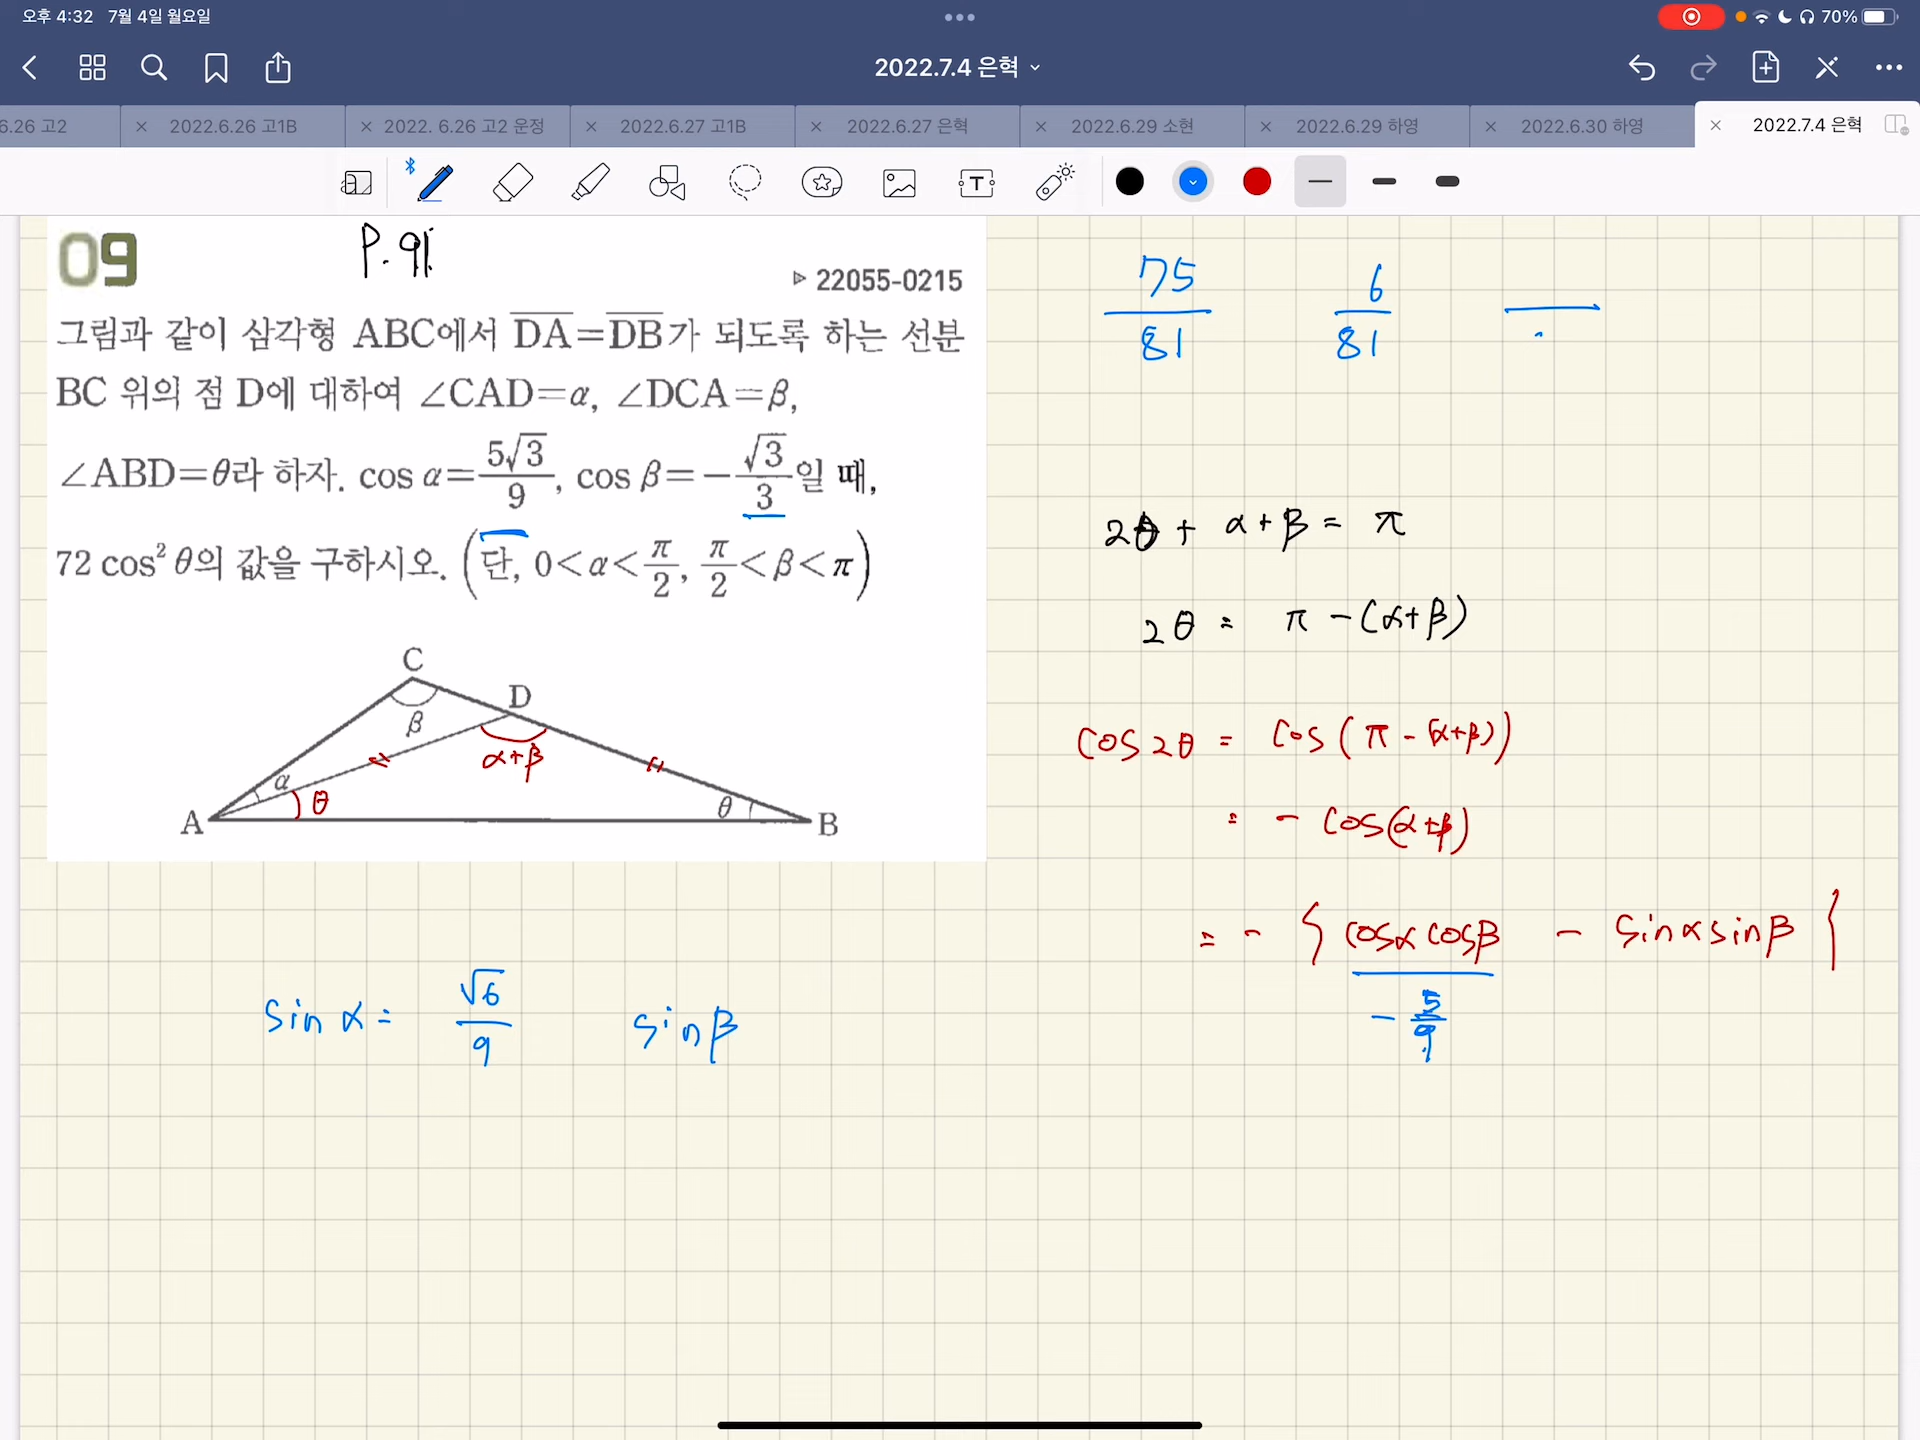 오후 4:32 7월 4일 월요일
70%
2022.7.4 은혁
6.26 고2
2022.6.26 고1B
2022. 6.26 고2 운정
2022.6.27 고1B
2022.6.27 은혁
2022.6.29 소현
2022.6.29 하영
2022.6.30 하영
2022.7.4 은혁
09
P.91
22055-0215
그림과 같이 삼각형 ABC에서 DA=DB가 되도록 하는 선분
BC 위의 점 D에 대하여 ∠CAD=α, ∠DCA=β,
∠ABD=θ라 하자. cos α=5√3/9, cos β=−√3/3일 때,
72 cos² θ의 값을 구하시오. (단, 0<α<π/2, π/2<β<π)
C
D
β
α+β
α
θ
θ
A
B
sin α = √6/9
sin β
75/81
6/81
2θ + α+β = π
2θ = π −(α+β)
cos 2θ = cos(π −(α+β))
= − cos(α+β)
= − { cosα cosβ − sinα sinβ }
− 5/9